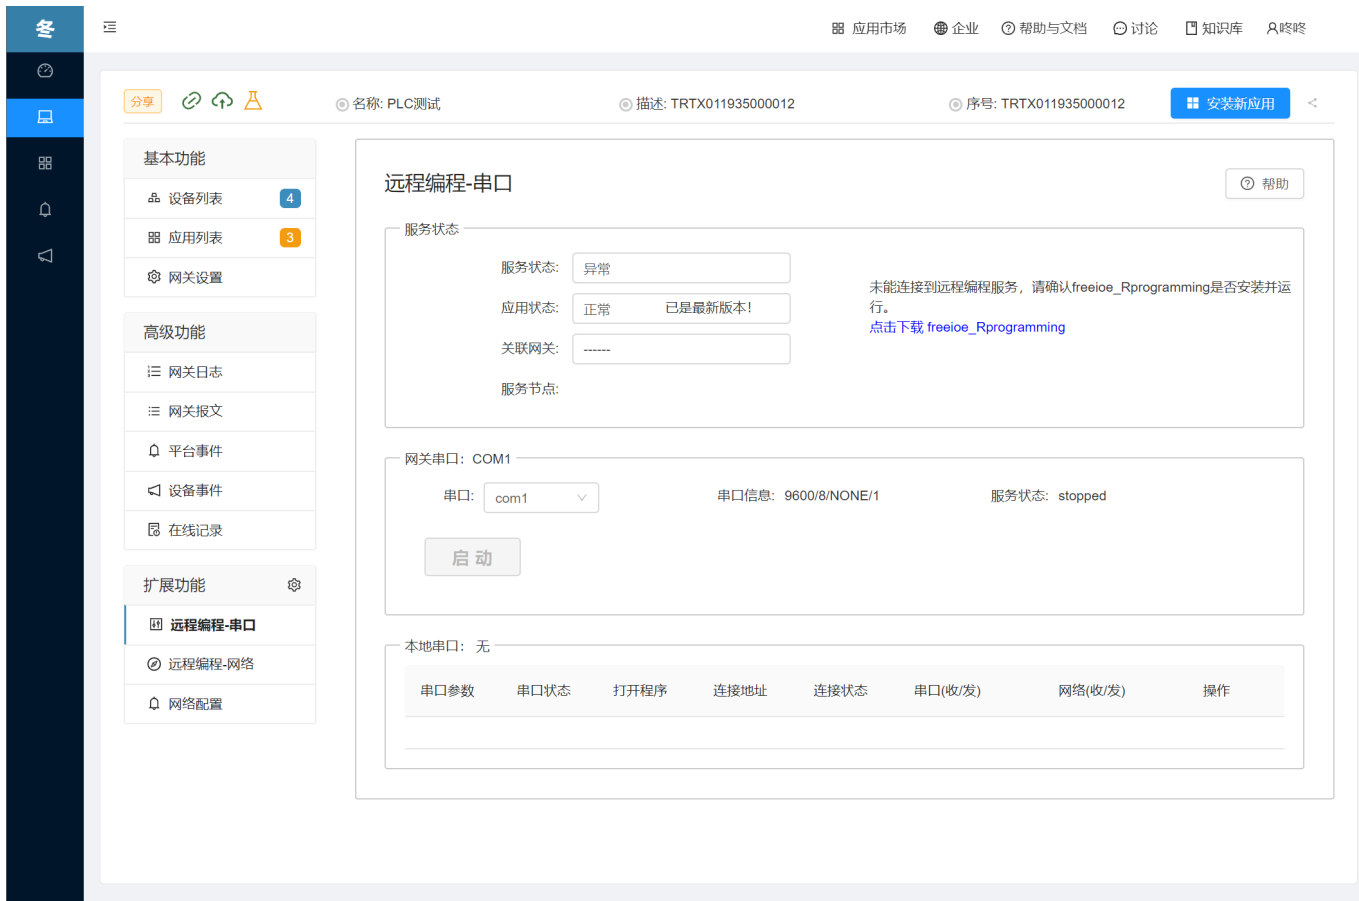 冬
应用市场
企业
帮助与文档
讨论
知识库
咚咚
分享
名称: PLC测试
描述: TRTX011935000012
序号: TRTX011935000012
安装新应用
基本功能
设备列表 4
应用列表 3
网关设置
高级功能
网关日志
网关报文
平台事件
设备事件
在线记录
扩展功能
远程编程-串口
远程编程-网络
网络配置
远程编程-串口
帮助
服务状态
服务状态: 异常
应用状态: 正常 已是最新版本!
关联网关: ------
服务节点:
未能连接到远程编程服务，请确认freeioe_Rprogramming是否安装并运
行。
点击下载 freeioe_Rprogramming
网关串口：COM1
串口: com1
串口信息: 9600/8/NONE/1
服务状态: stopped
启 动
本地串口： 无
串口参数 串口状态 打开程序 连接地址 连接状态 串口(收/发) 网络(收/发) 操作